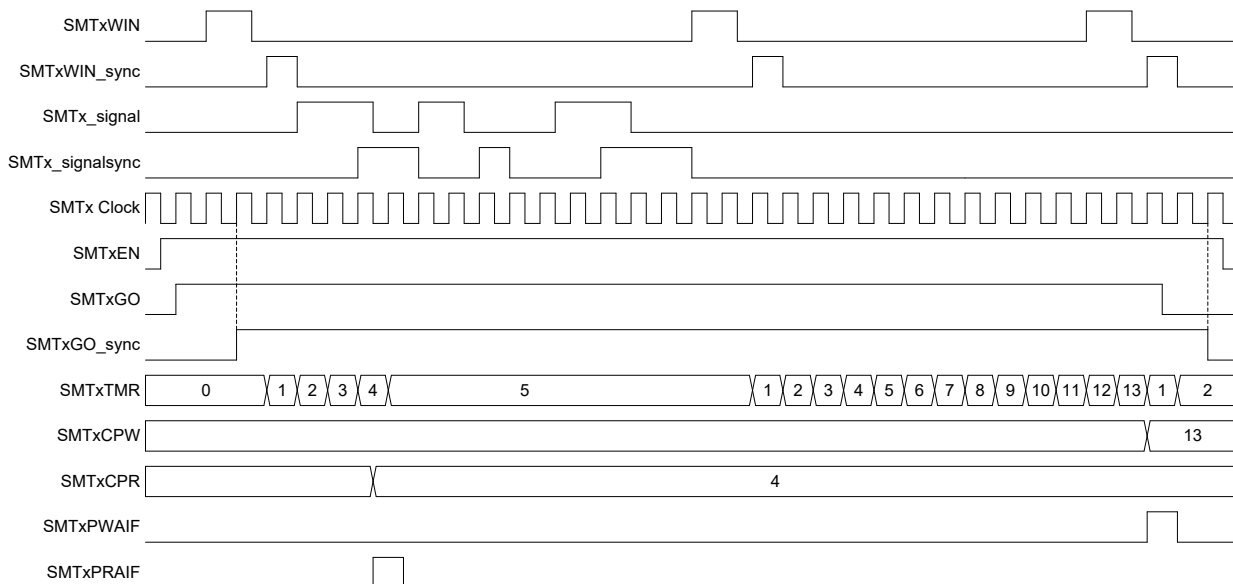 SMTxWIN
SMTxWIN_sync
SMTx_signal
SMTx_signalsync
SMTx Clock
SMTxEN
SMTxGO
SMTxGO_sync
SMTxTMR 0 1 2 3 4 5 1 2 3 4 5 6 7 8 9 10 11 12 13 1 2
SMTxCPW 13
SMTxCPR 4
SMTxPWAIF
SMTxPRAIF